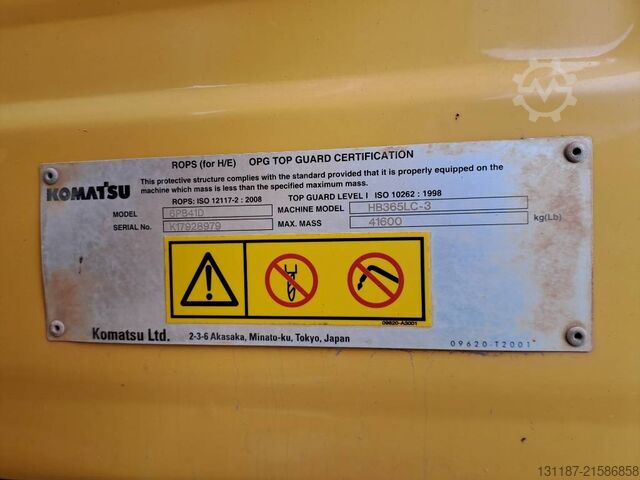 ROPS (for H/E) OPG TOP GUARD CERTIFICATION
This protective structure complies with the standard provided that it is properly equipped on the
machine which mass is less than the specified maximum mass.
KOMATSU
ROPS: ISO 12117-2 : 2008 TOP GUARD LEVEL I ISO 10262 : 1998
MODEL 6PB41D MACHINE MODEL HB365LC-3
SERIAL No. K17928979 MAX. MASS 41600 kg(Lb)
09620-A3001
Komatsu Ltd. 2-3-6 Akasaka, Minato-ku, Tokyo, Japan
09620-T2001
131187-21586858